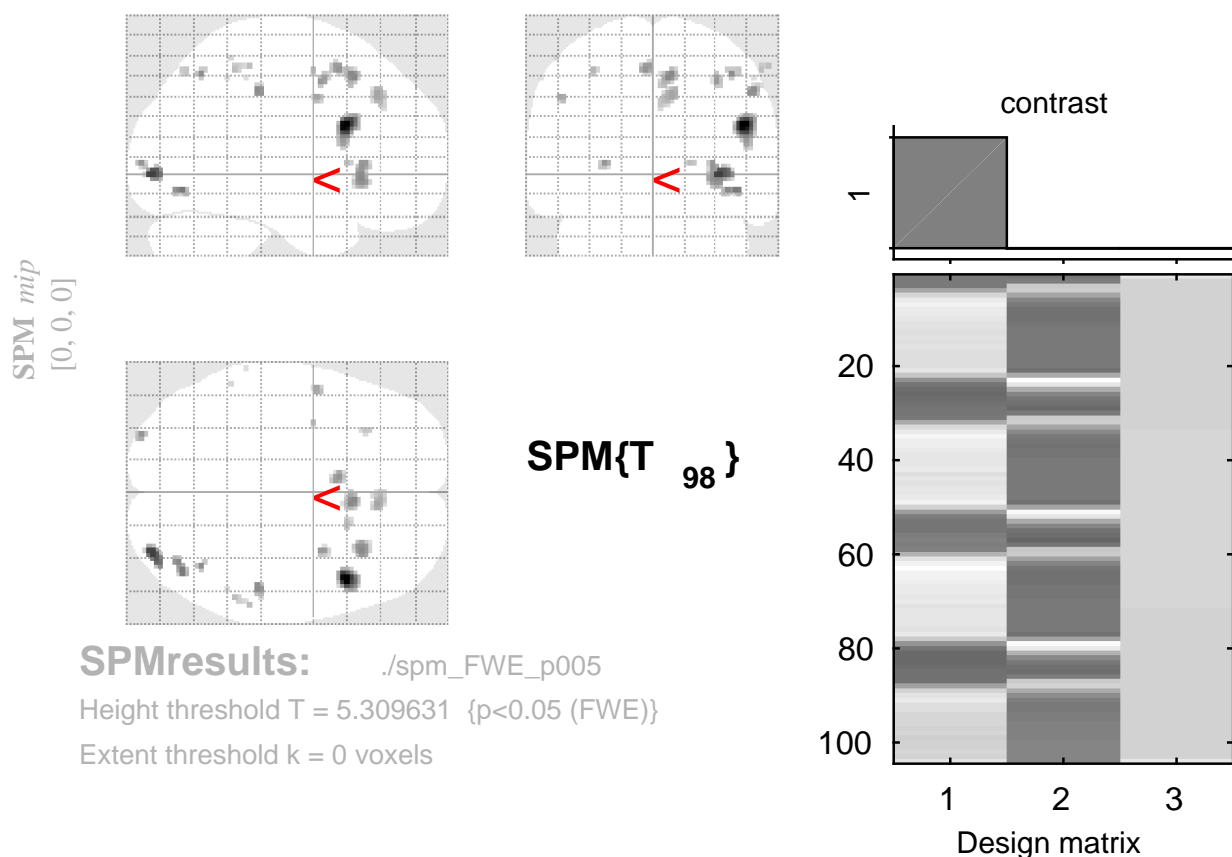 contrast
1
SPM mip
[0, 0, 0]
<
<
<
SPM{T 98}
20
40
60
80
100
1 2 3
Design matrix
SPMresults: ./spm_FWE_p005
Height threshold T = 5.309631 {p<0.05 (FWE)}
Extent threshold k = 0 voxels